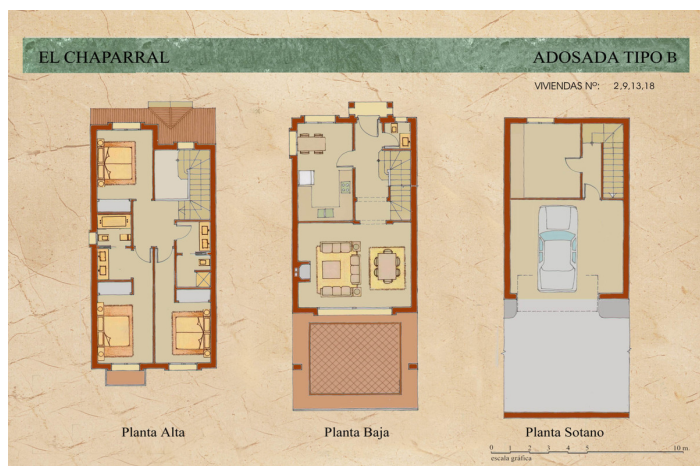 EL CHAPARRAL
ADOSADA TIPO B
VIVIENDAS Nº: 2,9,13,18
Planta Alta
Planta Baja
Planta Sotano
0 1 2 3 4 5 10 m.
escala gráfica